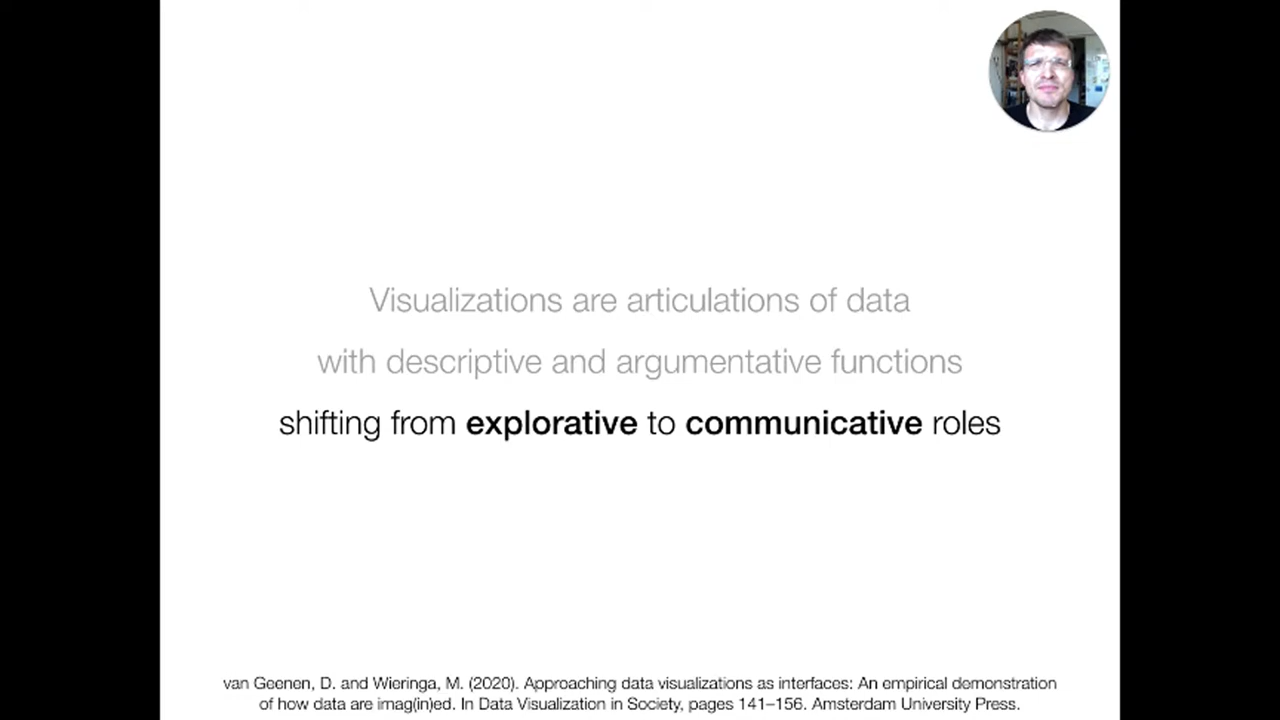 Visualizations are articulations of data
with descriptive and argumentative functions
shifting from explorative to communicative roles
van Geenen, D. and Wieringa, M. (2020). Approaching data visualizations as interfaces: An empirical demonstration
of how data are imag(in)ed. In Data Visualization in Society, pages 141–156. Amsterdam University Press.